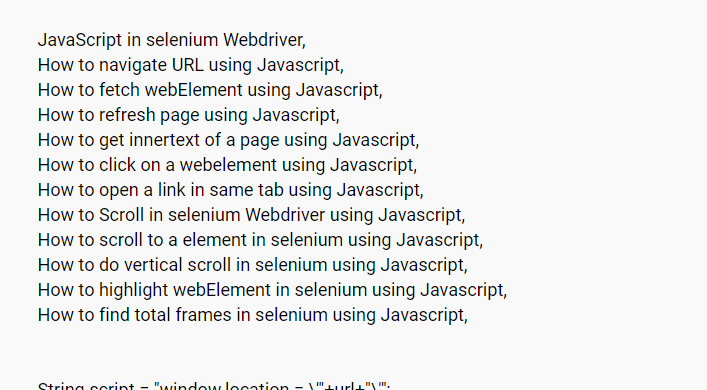 JavaScript in selenium Webdriver,
How to navigate URL using Javascript,
How to fetch webElement using Javascript,
How to refresh page using Javascript,
How to get innertext of a page using Javascript,
How to click on a webelement using Javascript,
How to open a link in same tab using Javascript,
How to Scroll in selenium Webdriver using Javascript,
How to scroll to a element in selenium using Javascript,
How to do vertical scroll in selenium using Javascript,
How to highlight webElement in selenium using Javascript,
How to find total frames in selenium using Javascript,
String script = "window.location = \'"+url+"\'";